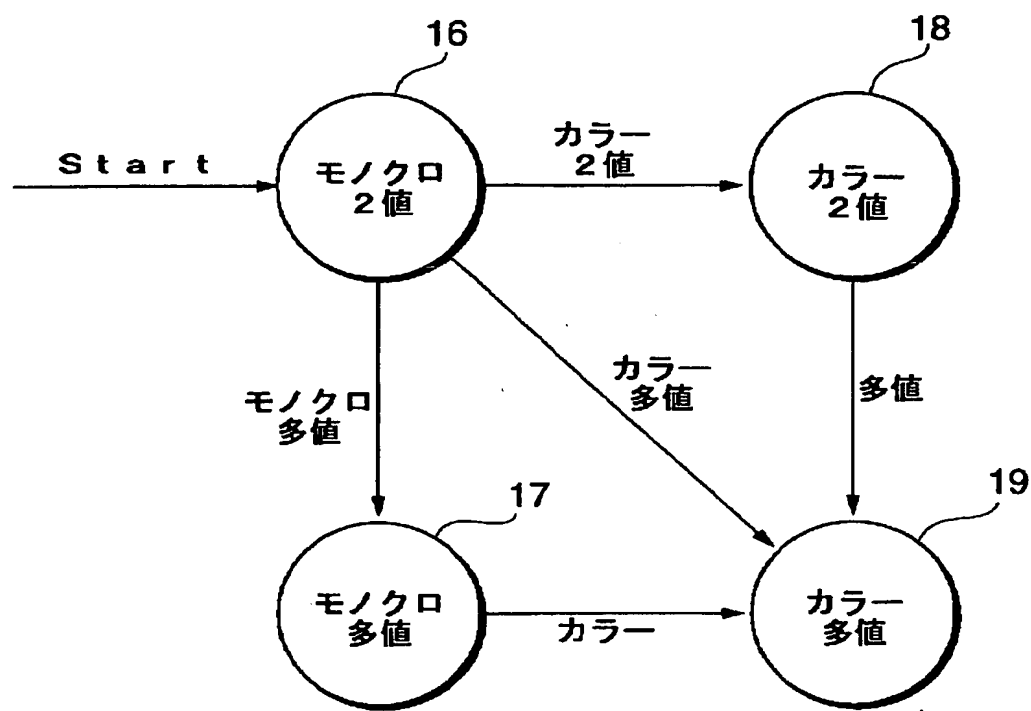 16
18
Start
モノクロ
2値
カラー
2値
カラー
2値
モノクロ
多値
カラー
多値
多値
17
19
モノクロ
多値
カラー
カラー
多値